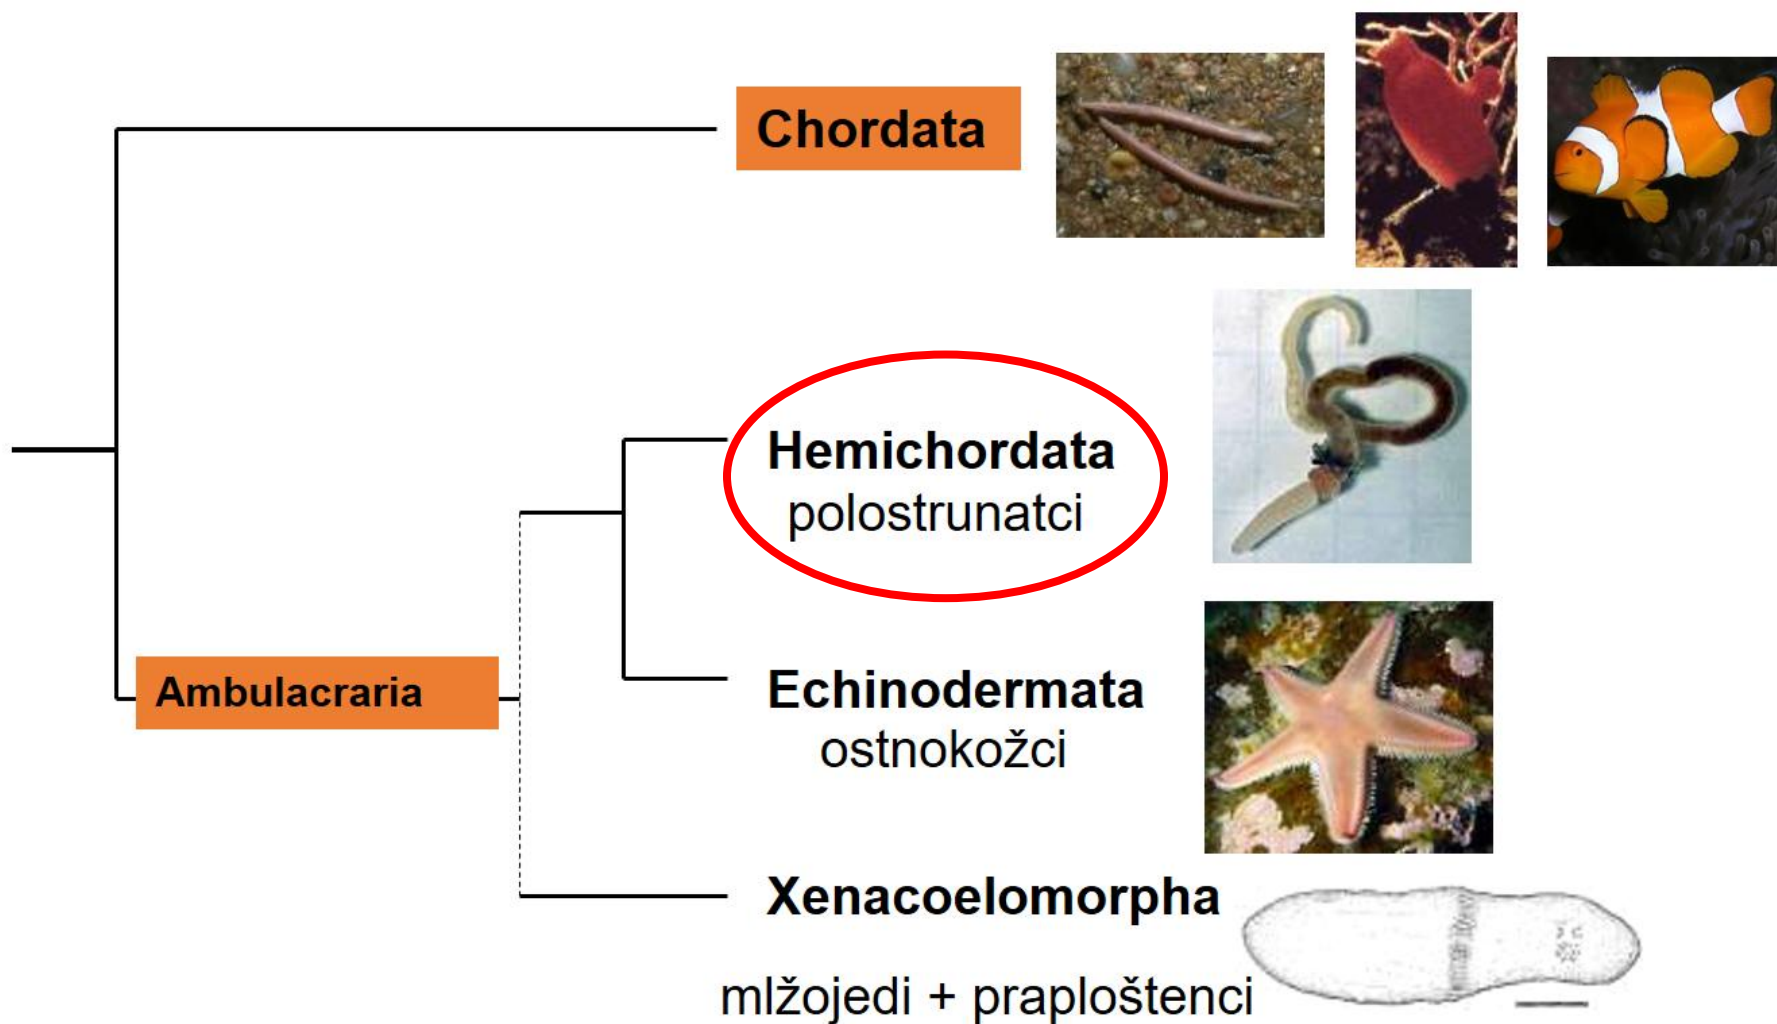 Chordata
Hemichordata
polostrunatci
Ambulacraria
Echinodermata
ostnokožci
Xenacoelomorpha
mlžojedi + praploštenci